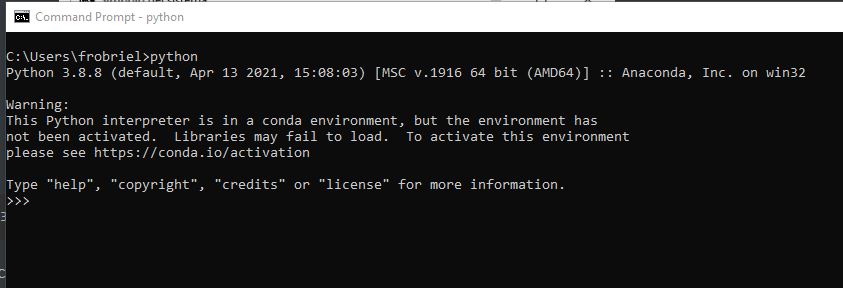 Command Prompt - python
C:\Users\frobriel>python
Python 3.8.8 (default, Apr 13 2021, 15:08:03) [MSC v.1916 64 bit (AMD64)] :: Anaconda, Inc. on win32
Warning:
This Python interpreter is in a conda environment, but the environment has
not been activated.  Libraries may fail to load.  To activate this environment
please see https://conda.io/activation
Type "help", "copyright", "credits" or "license" for more information.
>>>